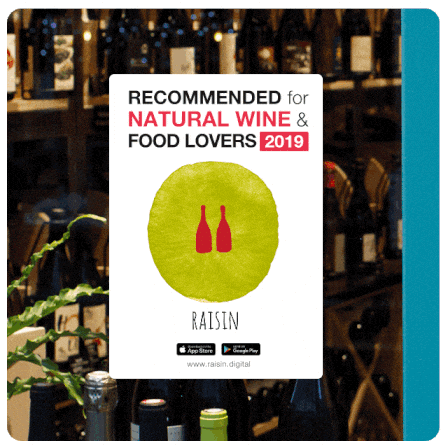 RECOMMENDED for
NATURAL WINE &
FOOD LOVERS 2019
RAISIN
App Store
Google Play
www.raisin.digital